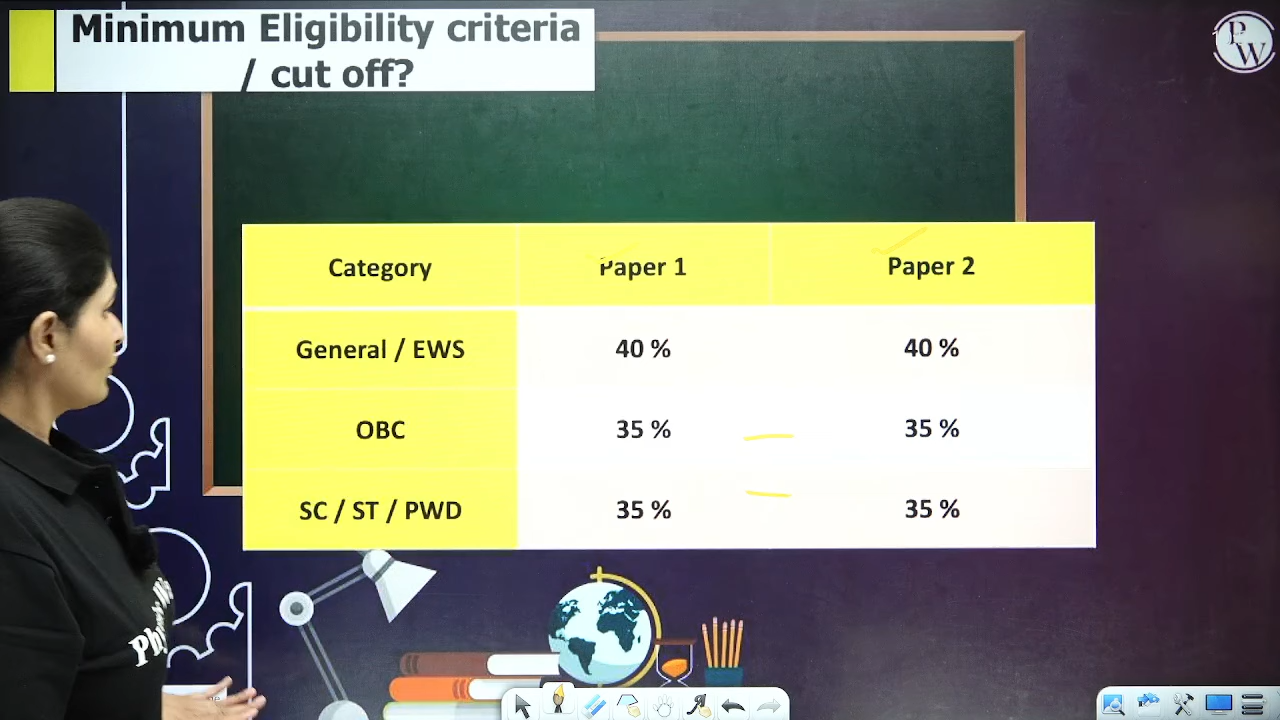 Minimum Eligibility criteria
/ cut off?
PW
Category Paper 1 Paper 2
General / EWS 40 % 40 %
OBC 35 % 35 %
SC / ST / PWD 35 % 35 %